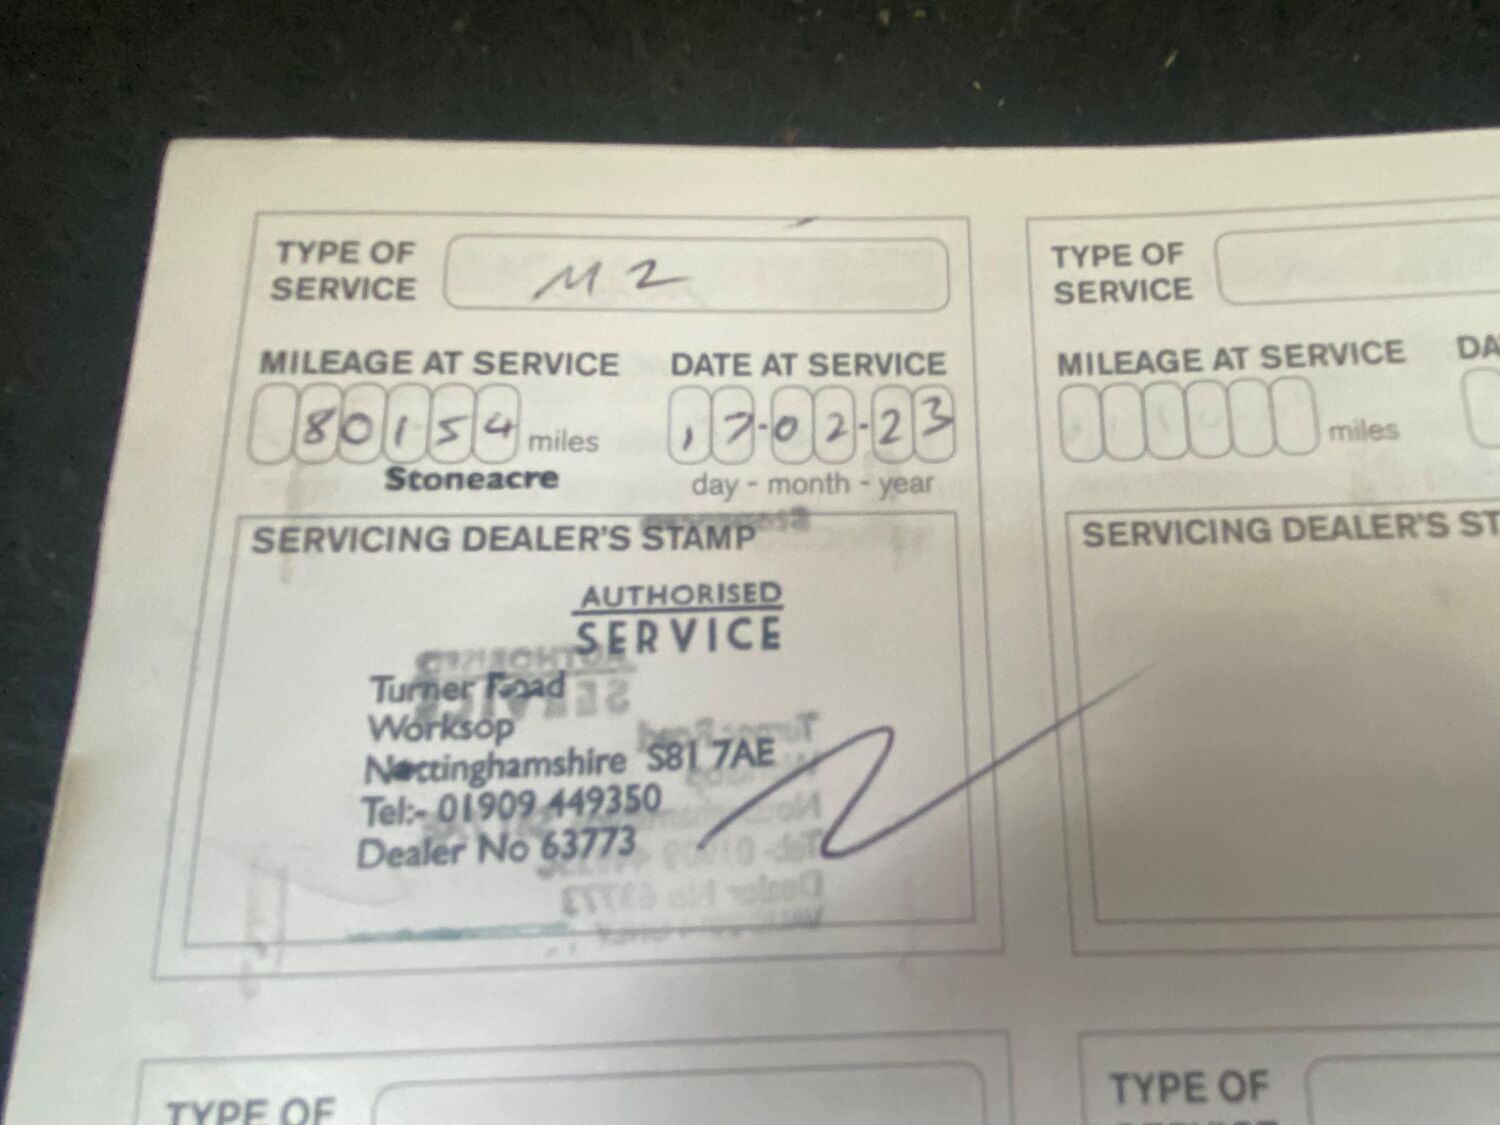 TYPE OF
SERVICE
M2
MILEAGE AT SERVICE
80154 miles
DATE AT SERVICE
17-02-23
day - month - year
Stoneacre
SERVICING DEALER'S STAMP
AUTHORISED
SERVICE
Turner Road
Worksop
Nottinghamshire S81 7AE
Tel:- 01909 449350
Dealer No 63773
TYPE OF
SERVICE
MILEAGE AT SERVICE
miles
DA
SERVICING DEALER'S ST
TYPE OF
TYPE OF
SERVICE